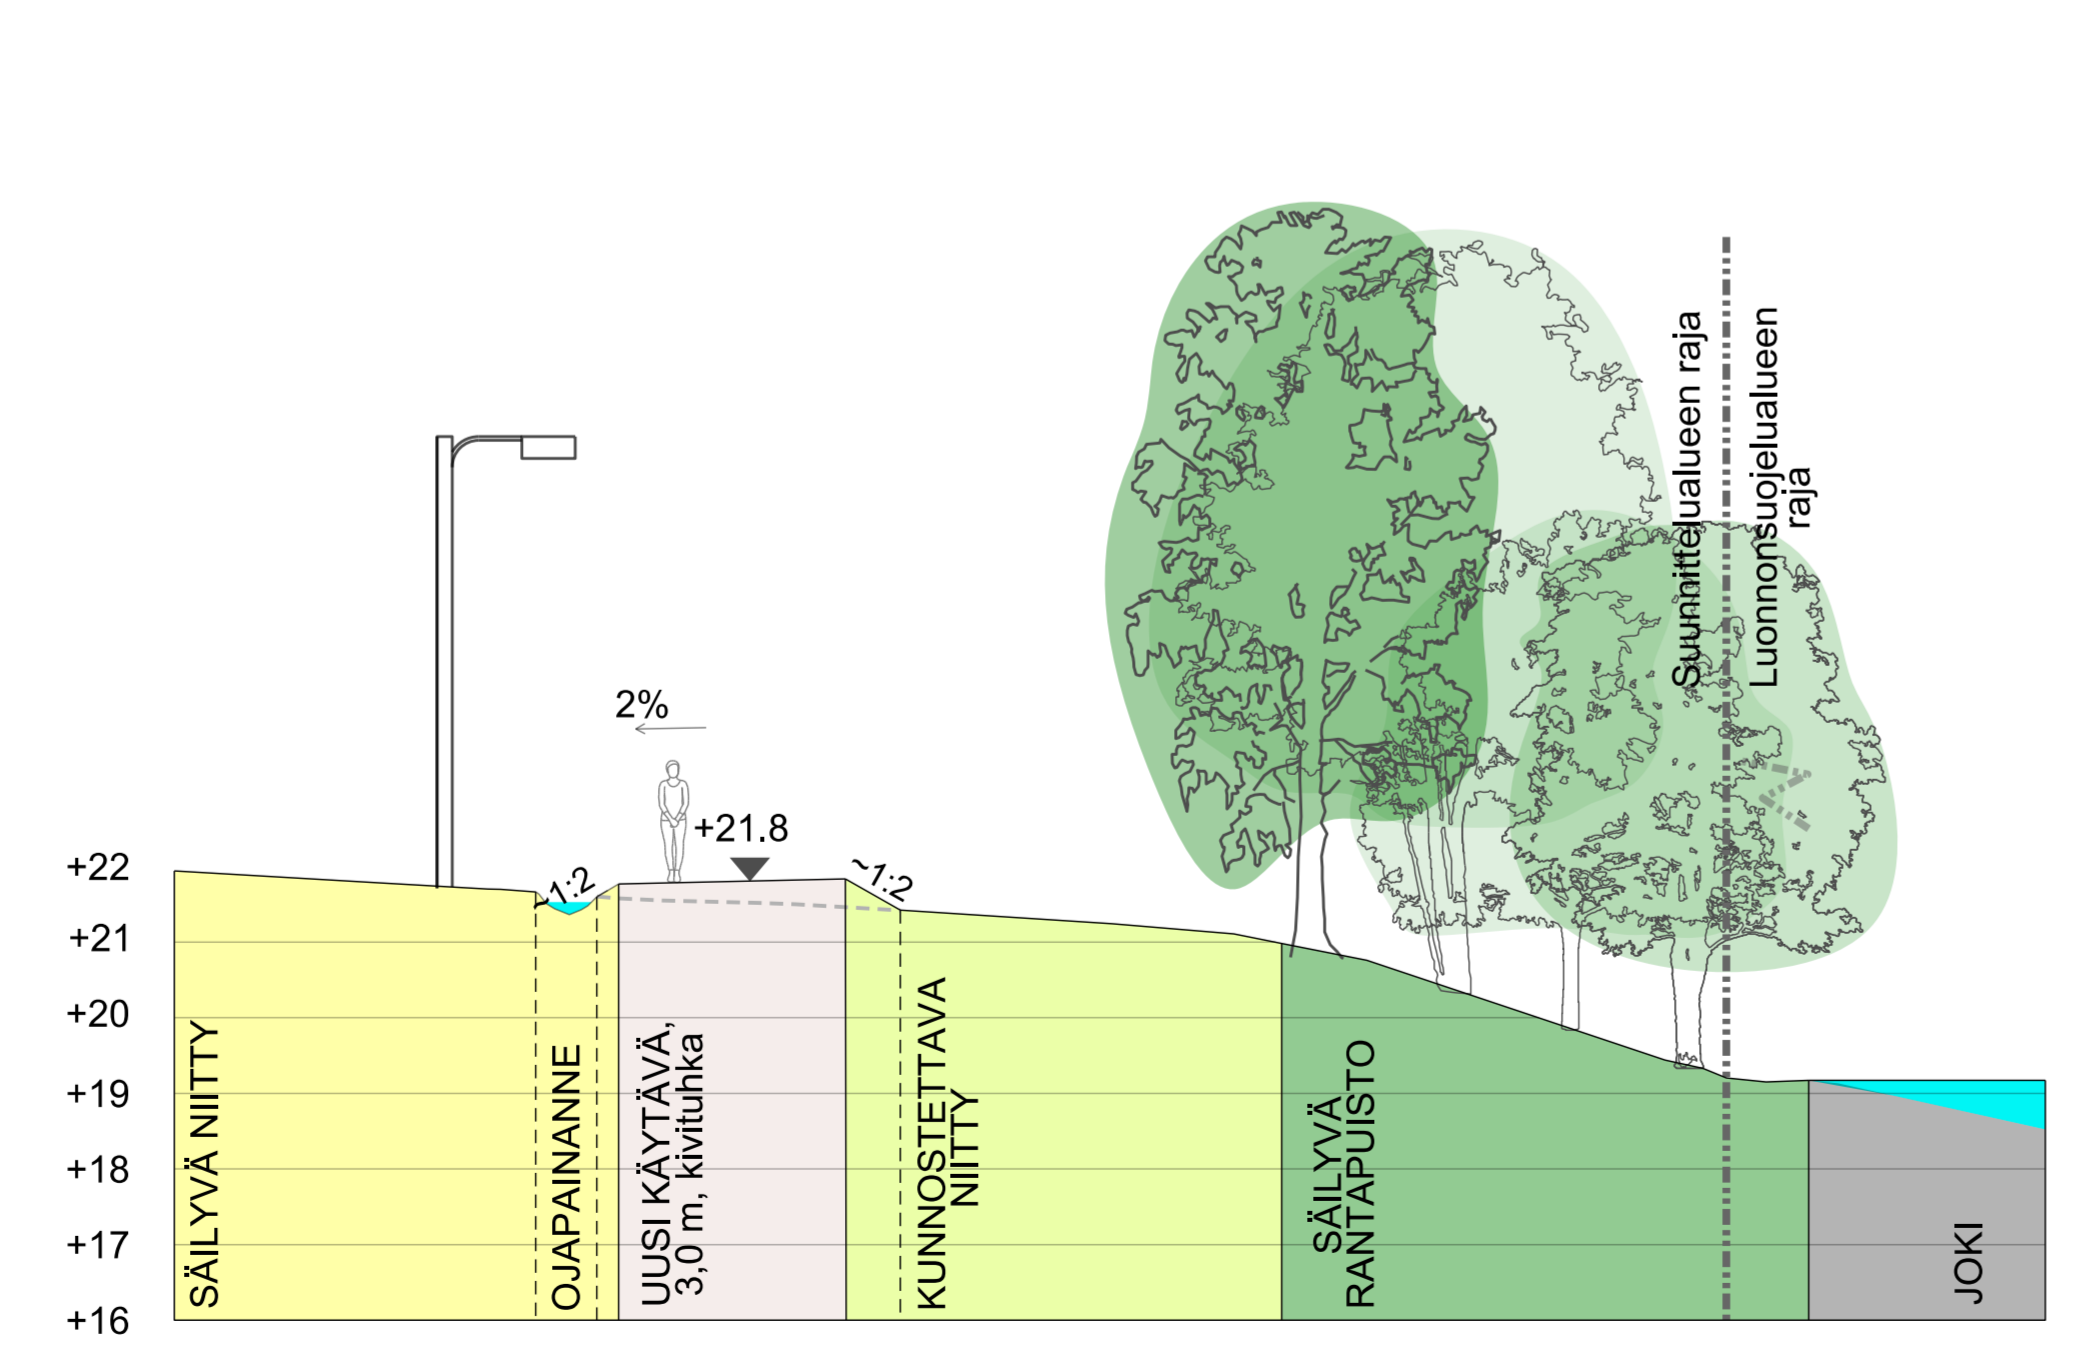 Suunnittelualueen raja
Luonnonsuojelualueen
raja
2%
+21.8
~1:2
~1:2
+22
+21
+20
+19
+18
+17
+16
SÄILYVÄ NIITTY
OJAPAINANNE
UUSI KÄYTÄVÄ,
3,0 m, kivituhka
KUNNOSTETTAVA
NIITTY
SÄILYVÄ
RANTAPUISTO
JOKI